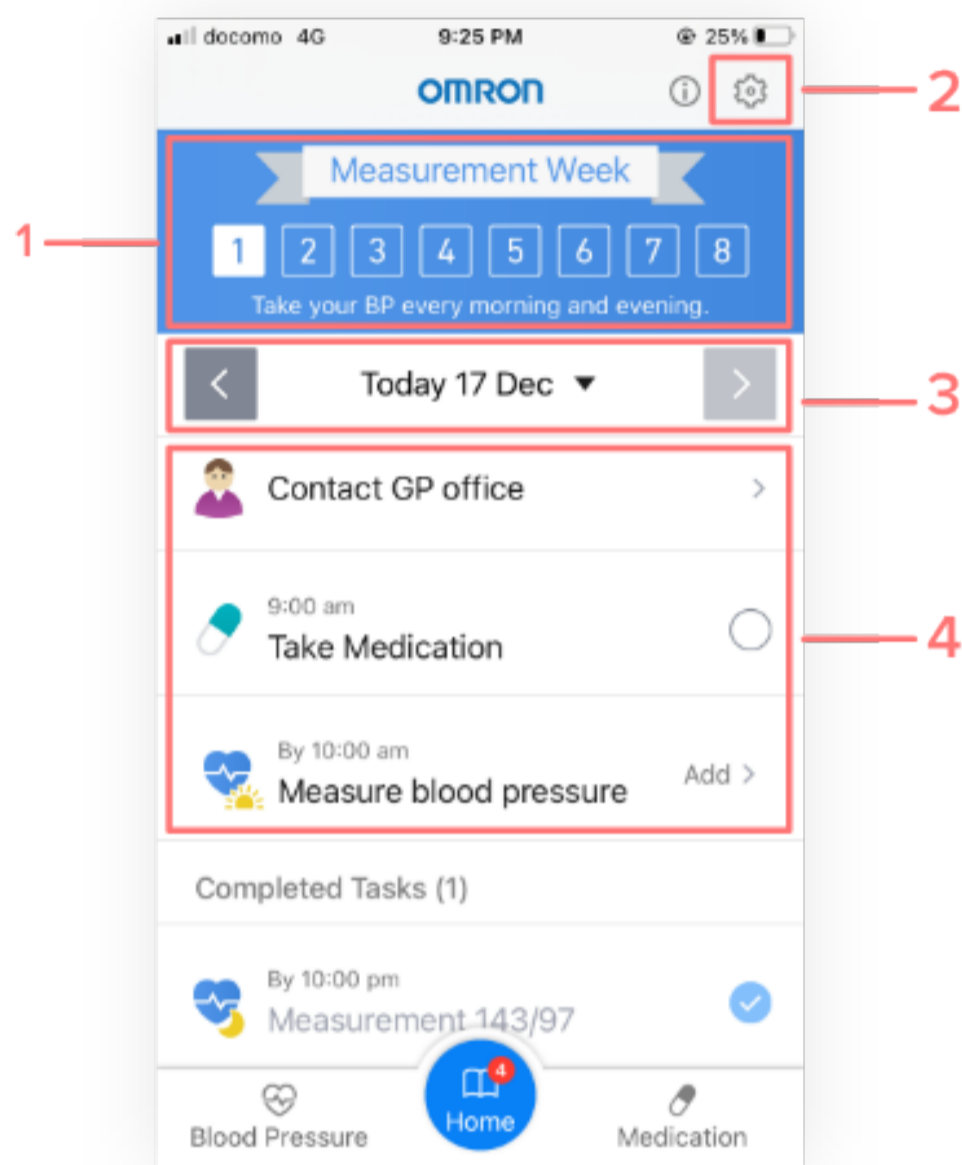 docomo 4G 9:25 PM 25%
OMRON
2
Measurement Week
1
1 2 3 4 5 6 7 8
Take your BP every morning and evening.
Today 17 Dec
3
Contact GP office
9:00 am
Take Medication
4
By 10:00 am
Measure blood pressure
Add
Completed Tasks (1)
By 10:00 pm
Measurement 143/97
4
Home
Blood Pressure
Medication